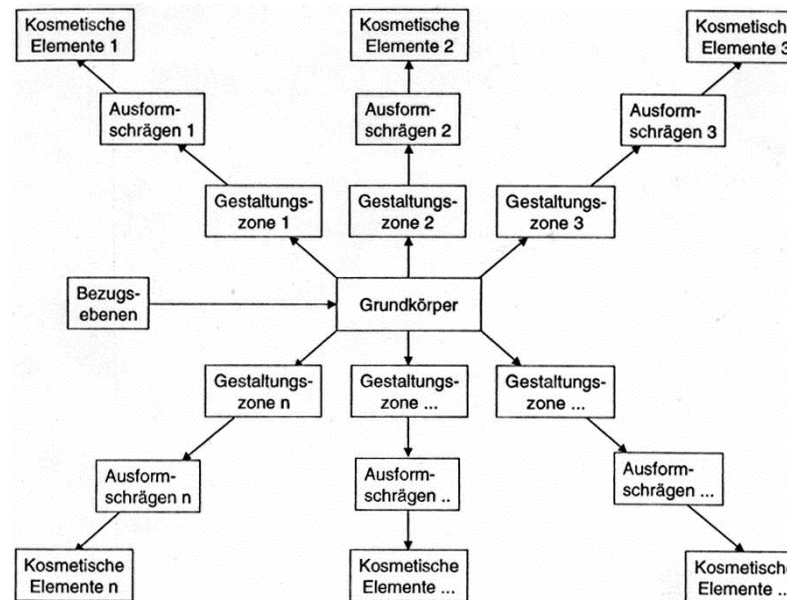 Kosmetische
Elemente 1
Kosmetische
Elemente 2
Kosmetische
Elemente 3
Ausform-
schrägen 1
Ausform-
schrägen 2
Ausform-
schrägen 3
Gestaltungs-
zone 1
Gestaltungs-
zone 2
Gestaltungs-
zone 3
Bezugs-
ebenen
Grundkörper
Gestaltungs-
zone n
Gestaltungs-
zone ...
Gestaltungs-
zone ...
Ausform-
schrägen n
Ausform-
schrägen ..
Ausform-
schrägen ...
Kosmetische
Elemente n
Kosmetische
Elemente ...
Kosmetische
Elemente ...